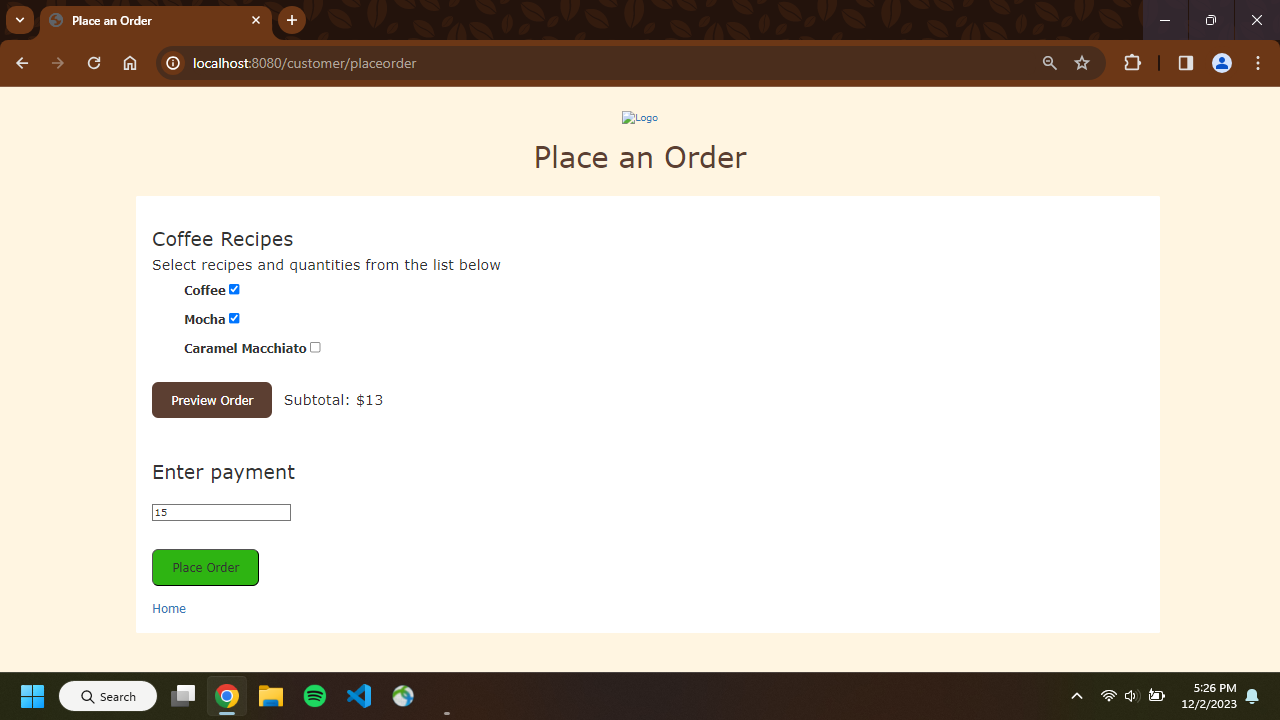 Place an Order
localhost:8080/customer/placeorder
Logo
Place an Order
Coffee Recipes
Select recipes and quantities from the list below
Coffee
Mocha
Caramel Macchiato
Preview Order Subtotal: $13
Enter payment
15
Place Order
Home
Search
5:26 PM
12/2/2023